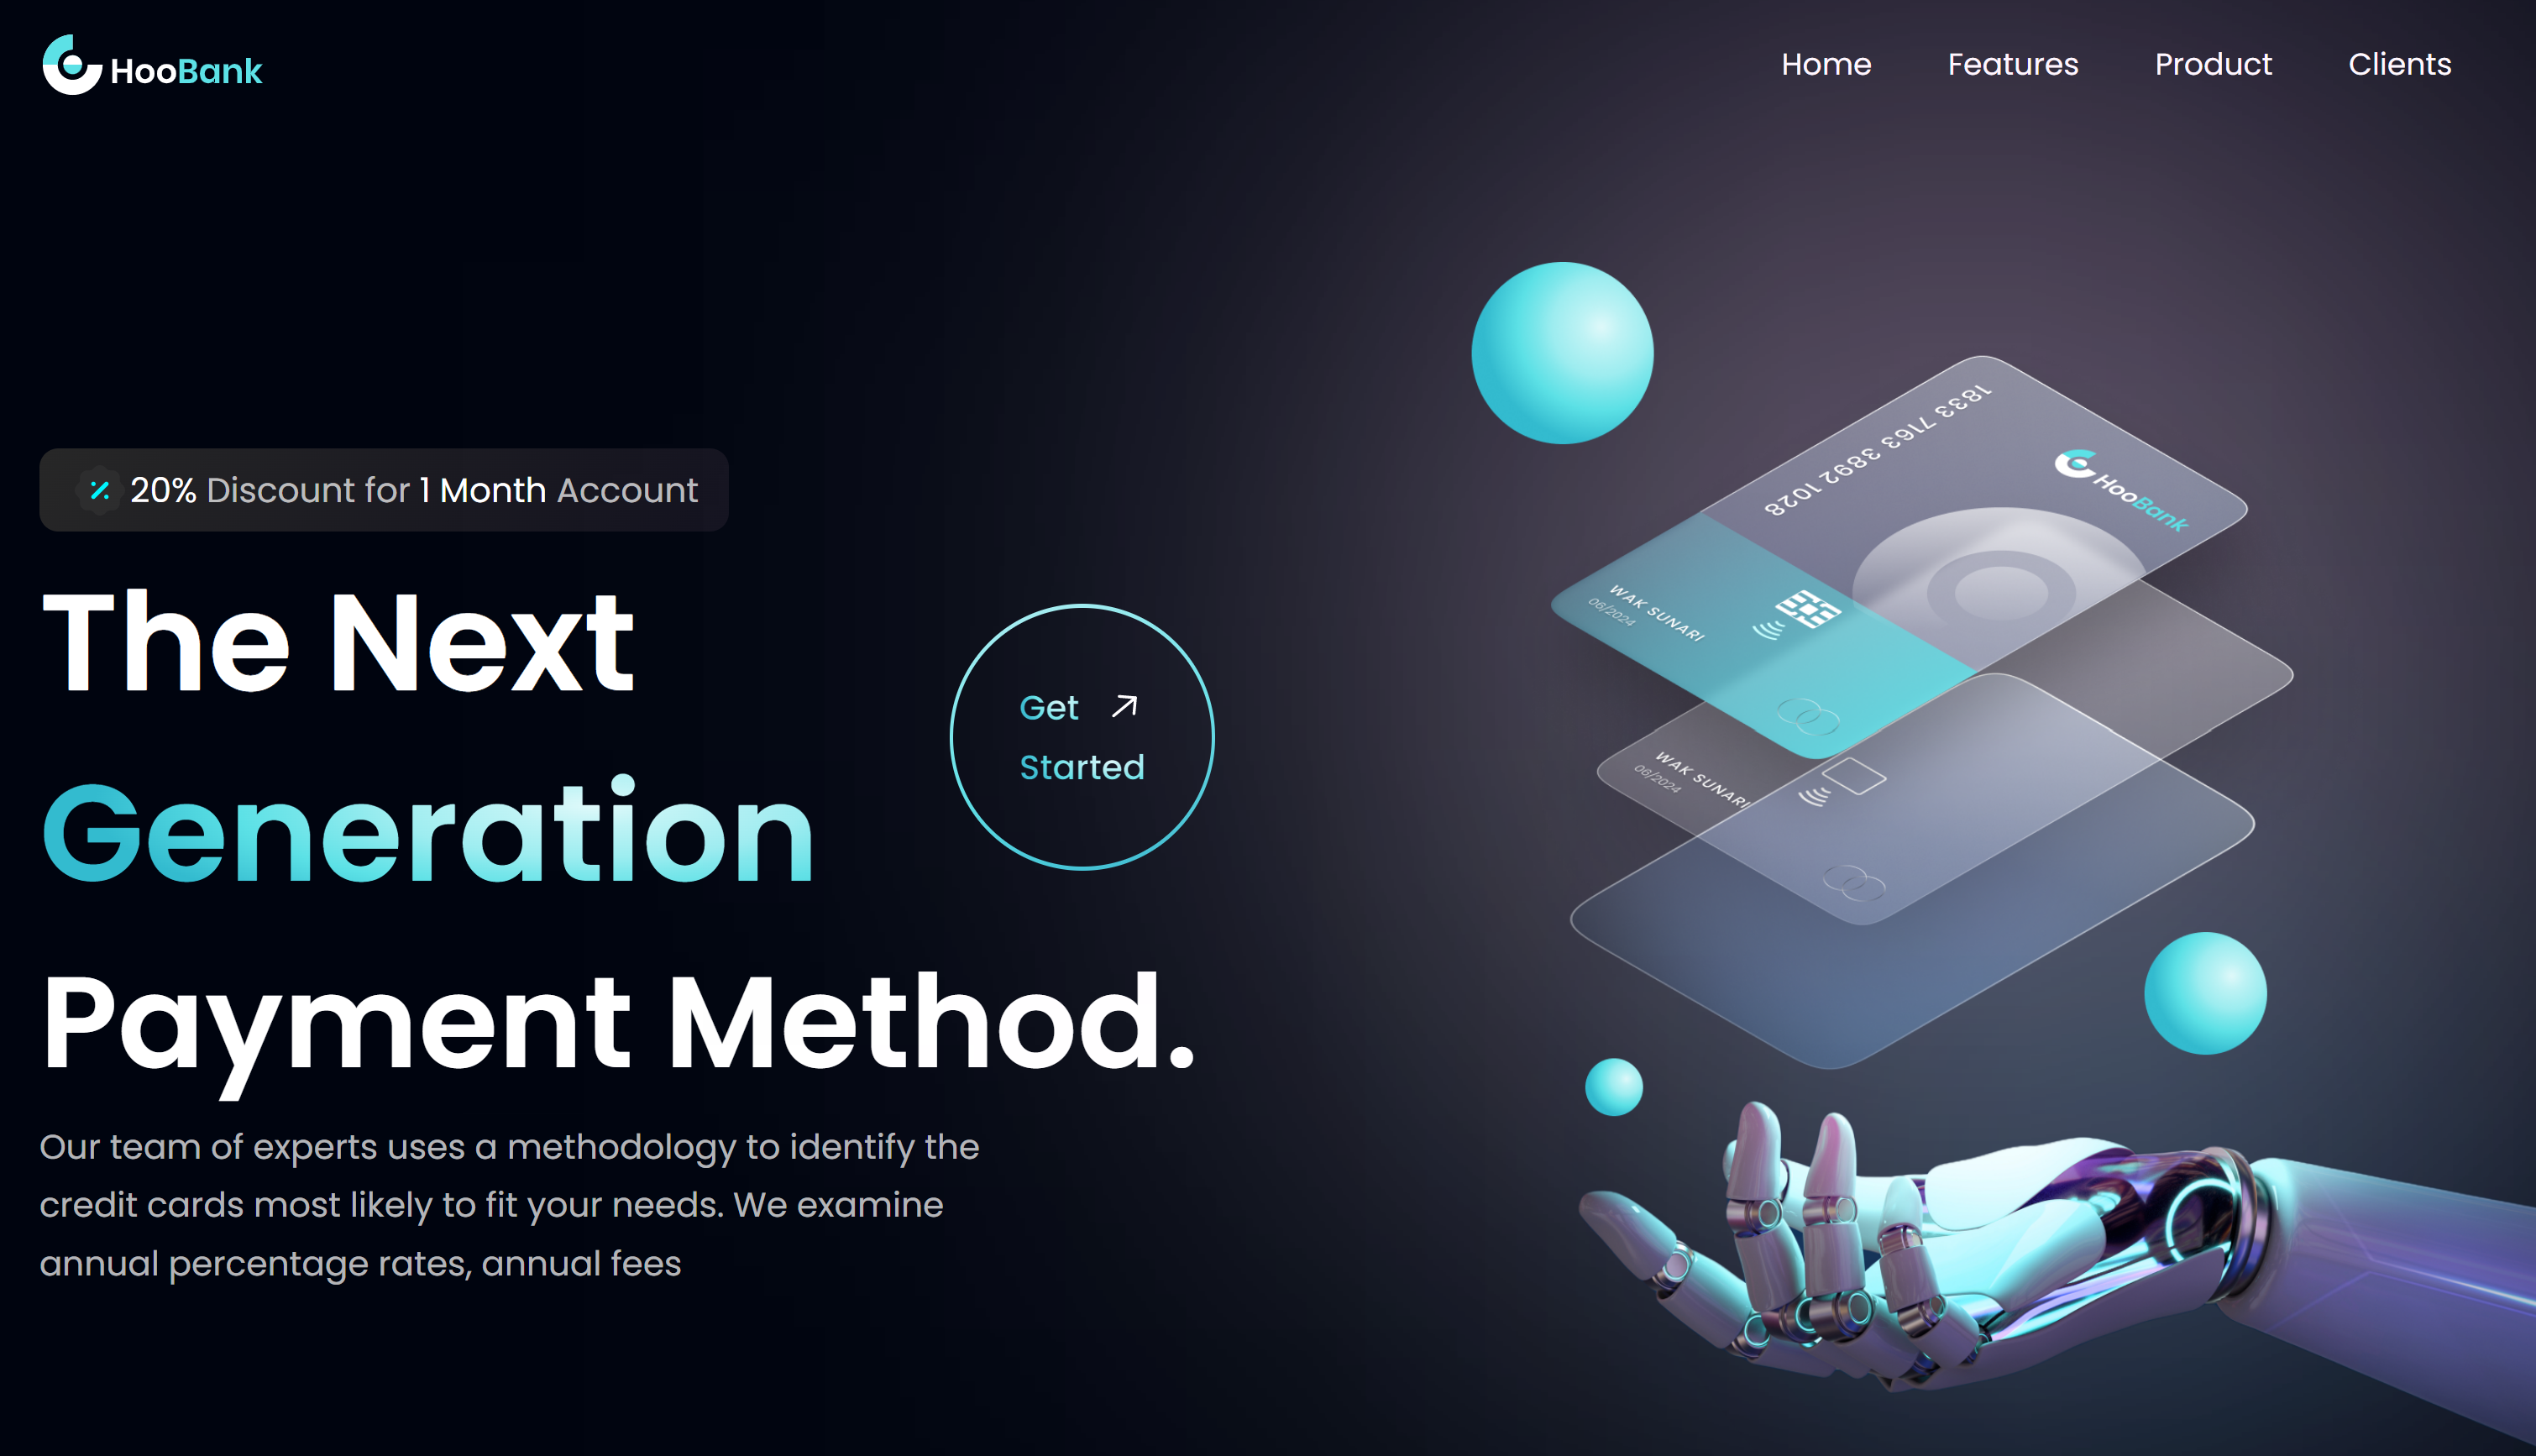 HooBank
Home Features Product Clients
20% Discount for 1 Month Account
The Next
Generation
Payment Method.
Get
Started
Our team of experts uses a methodology to identify the
credit cards most likely to fit your needs. We examine
annual percentage rates, annual fees
1833 7163 3892 1028
HooBank
WAK SUNARI
06/2024
WAK SUNARI
06/2024